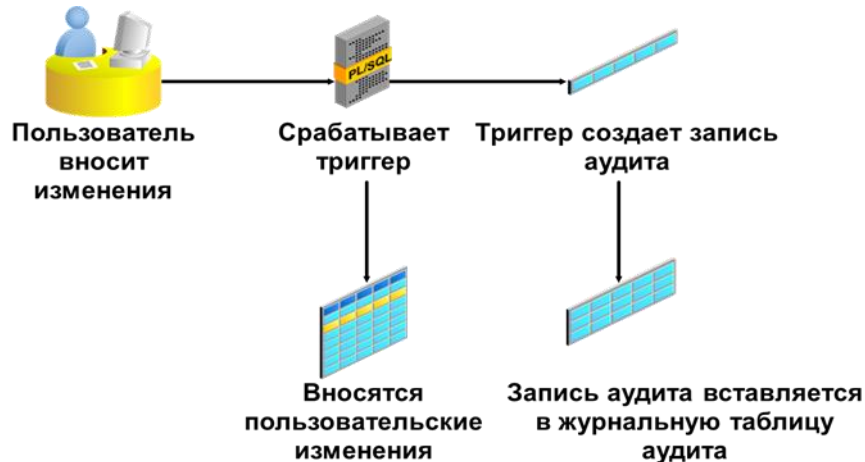 PL/SQL
Пользователь
вносит
изменения
Срабатывает
триггер
Триггер создает запись
аудита
Вносятся
пользовательские
изменения
Запись аудита вставляется
в журнальную таблицу
аудита